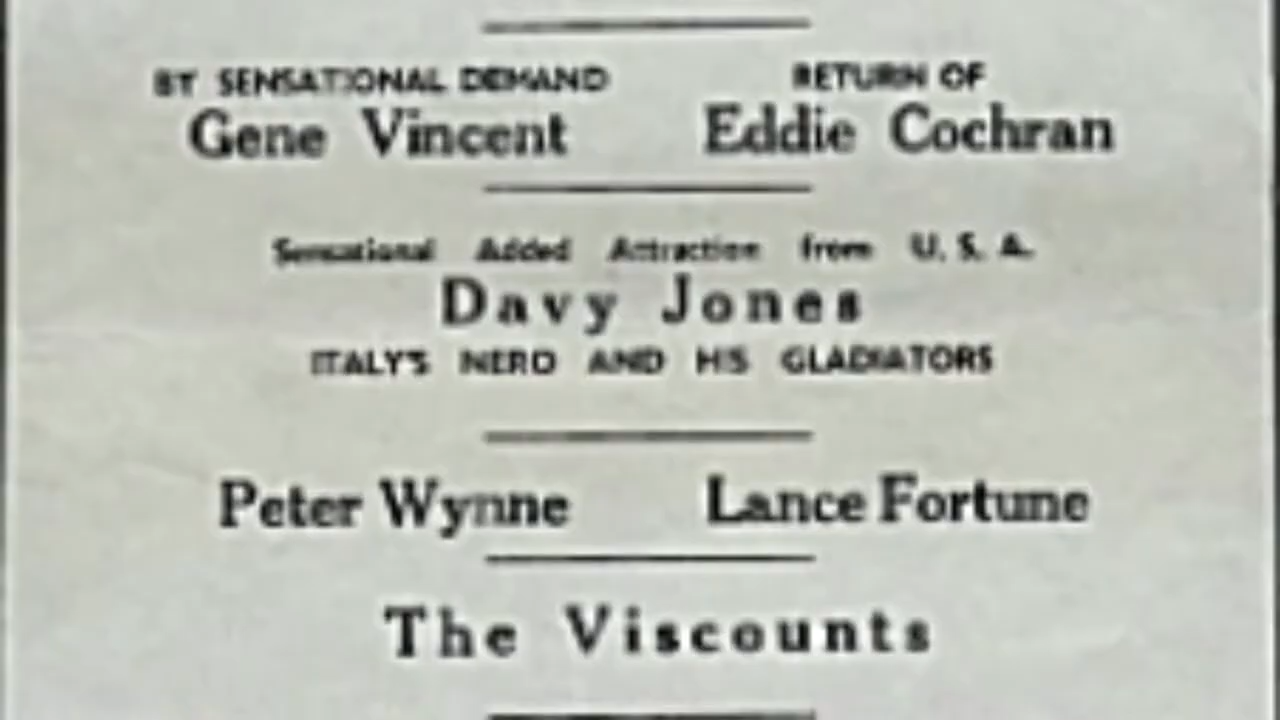 BY SENSATIONAL DEMAND RETURN OF
Gene Vincent Eddie Cochran
Sensational Added Attraction from U. S. A.
Davy Jones
ITALY'S NERO AND HIS GLADIATORS
Peter Wynne Lance Fortune
The Viscounts